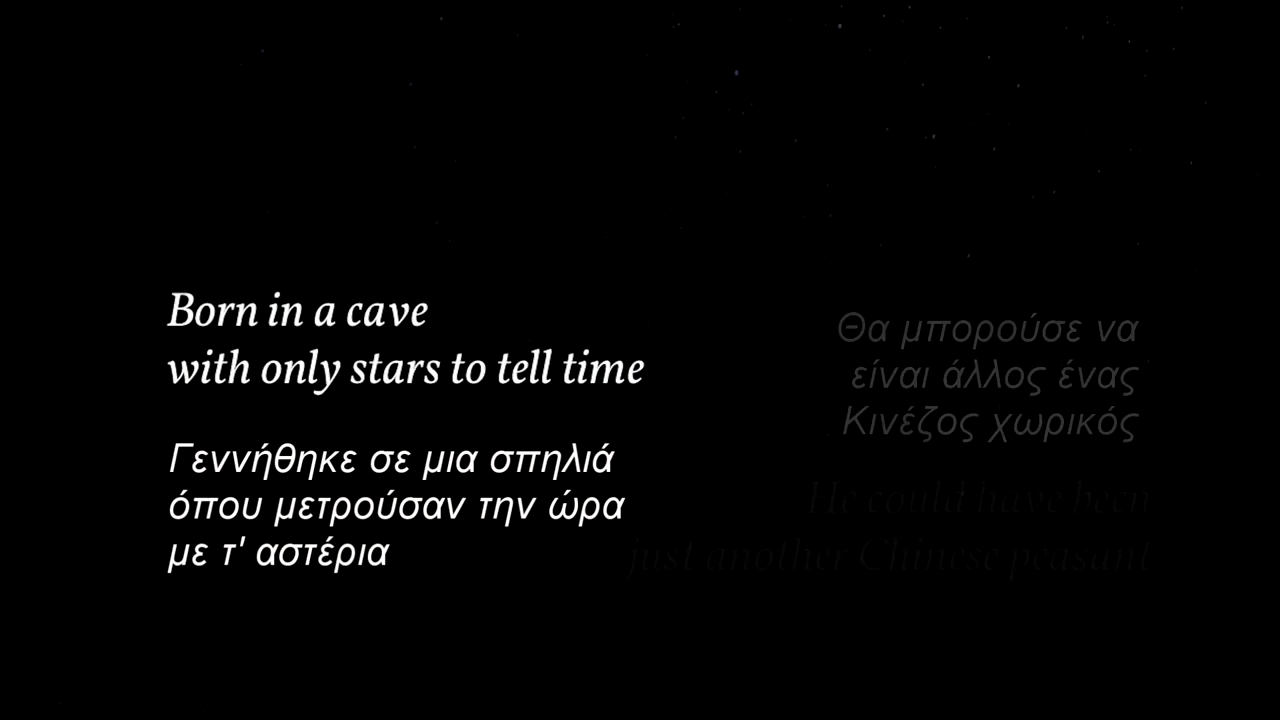 Born in a cave
with only stars to tell time
Γεννήθηκε σε μια σπηλιά
όπου μετρούσαν την ώρα
με τ' αστέρια
Θα μπορούσε να
είναι άλλος ένας
Κινέζος χωρικός
He could have been
just another Chinese peasant